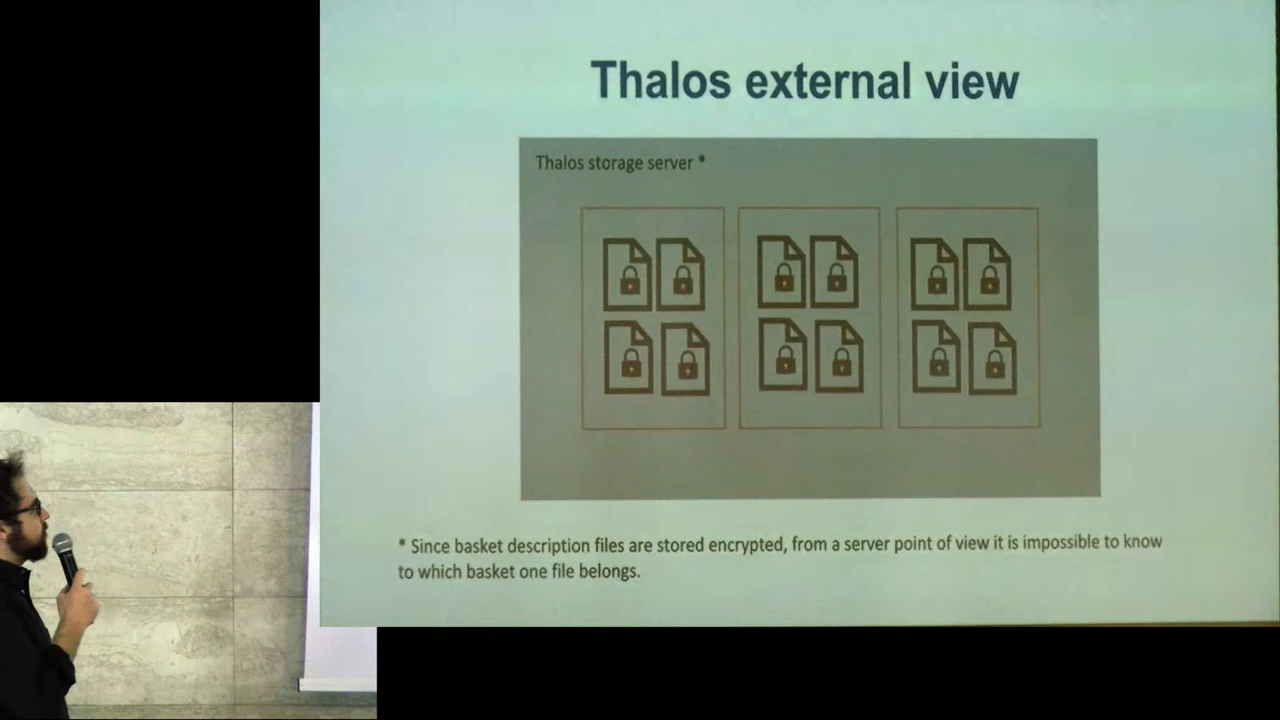 Thalos external view
Thalos storage server *
* Since basket description files are stored encrypted, from a server point of view it is impossible to know
to which basket one file belongs.